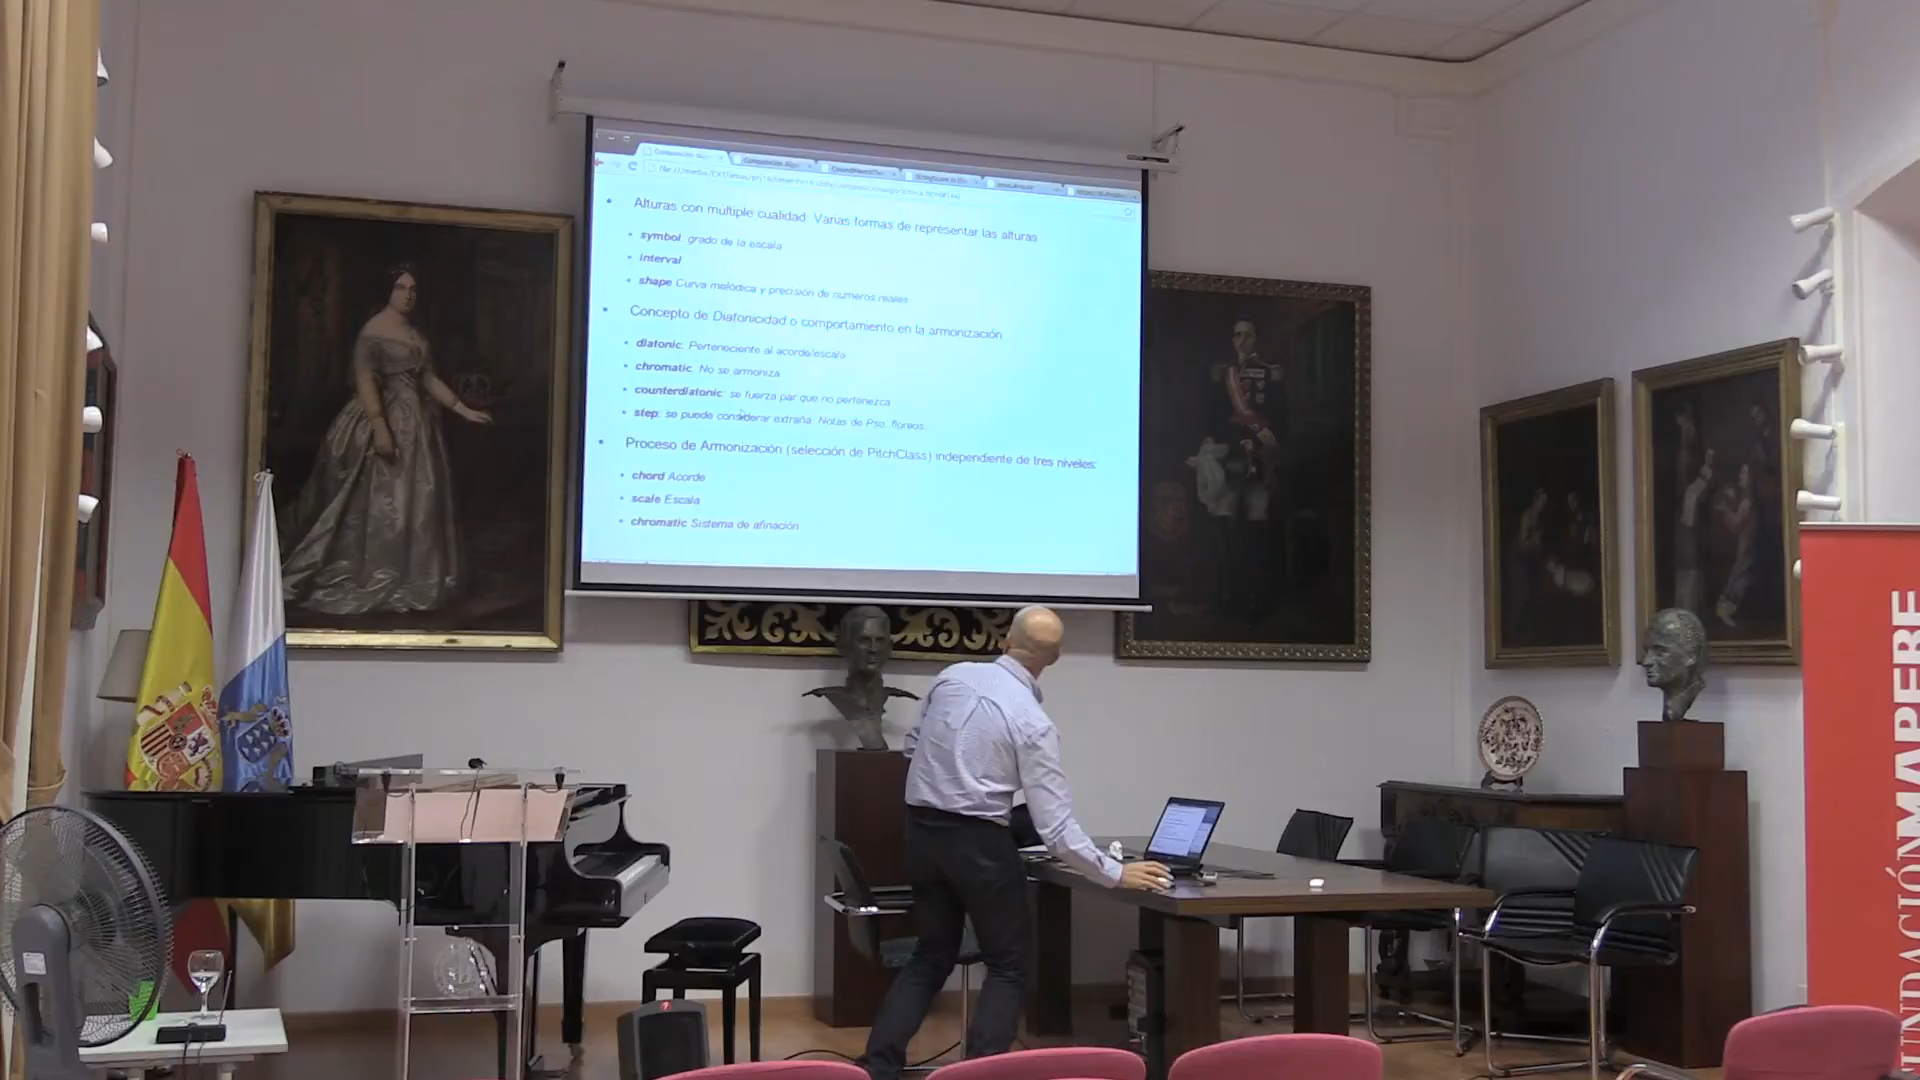 Alturas con multiple cualidad. Varias formas de representar las alturas
symbol grado de la escala
interval
shape Curva melódica y precisión de numeros reales
Concepto de Diatonicidad o comportamiento en la armonización
diatonic: Perteneciente al acorde/escala
chromatic. No se armoniza
counterdiatonic: se fuerza par que no pertenezca
step: se puede considerar extraña. Notas de Pso, floreos.
Proceso de Armonización (selección de PitchClass) independiente de tres niveles:
chord Acorde
scale Escala
chromatic Sistema de afinación
FUNDACIÓNMAPFRE